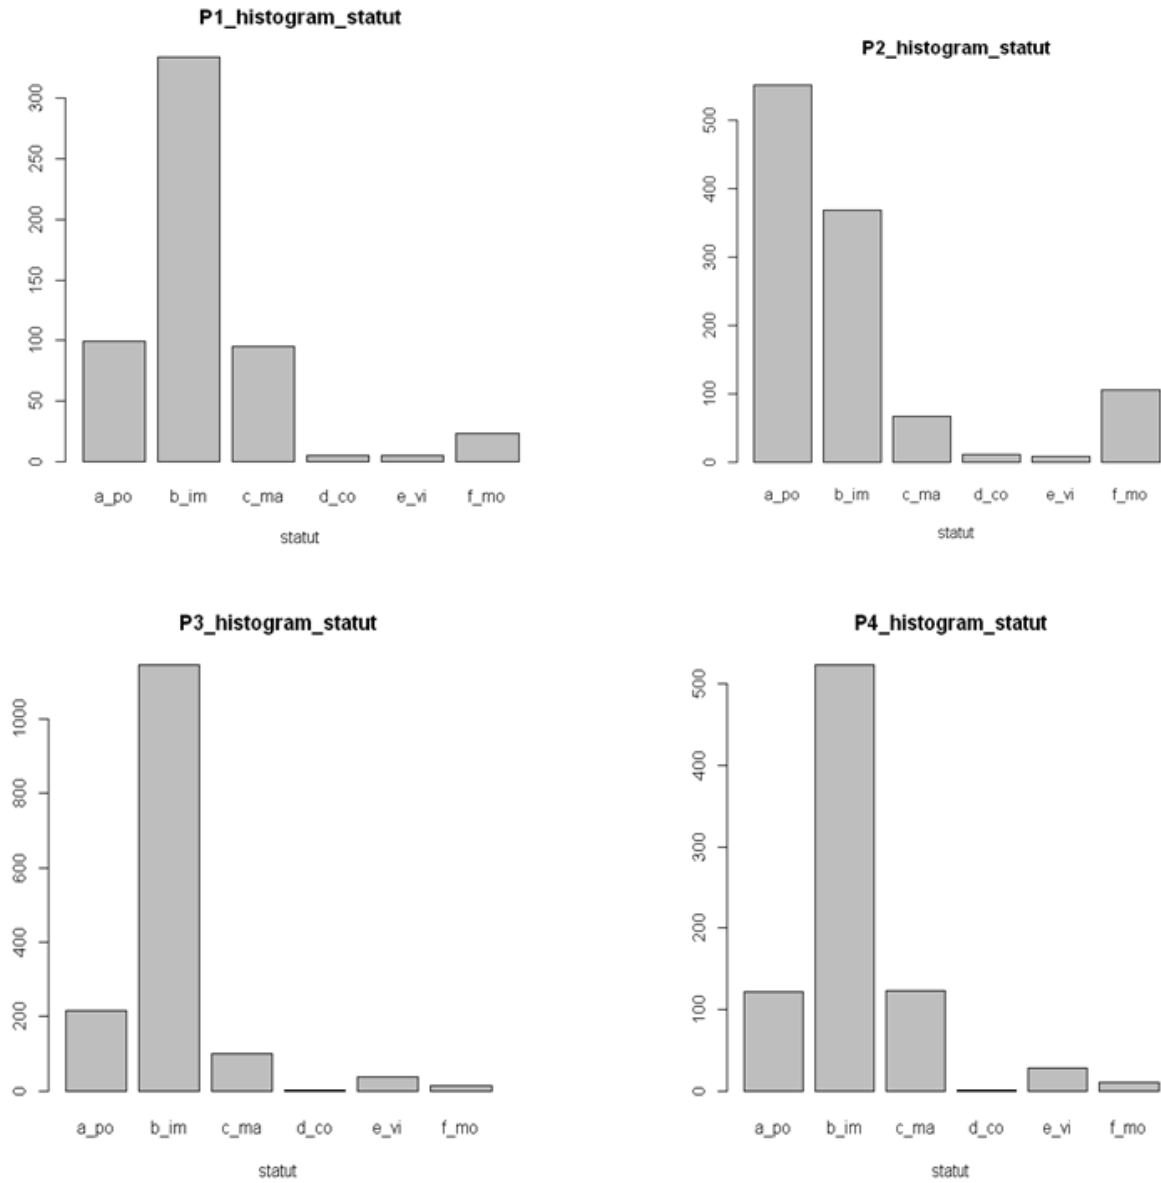 P1_histogram_statut
300
250
200
150
100
50
0
a_po b_im c_ma d_co e_vi f_mo
statut
P2_histogram_statut
500
400
300
200
100
0
a_po b_im c_ma d_co e_vi f_mo
statut
P3_histogram_statut
1000
800
600
400
200
0
a_po b_im c_ma d_co e_vi f_mo
statut
P4_histogram_statut
500
400
300
200
100
0
a_po b_im c_ma d_co e_vi f_mo
statut